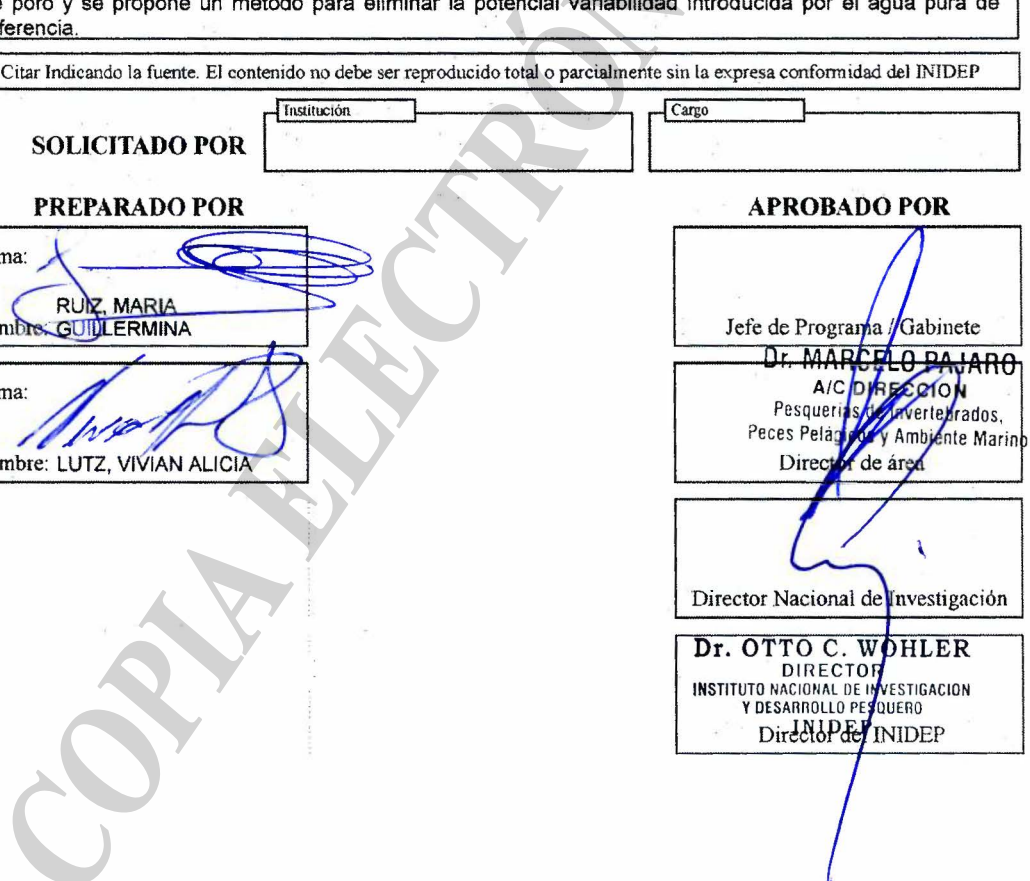 poro y se propone un método para eliminar la potencial variabilidad introducida por el agua pura de
ferencia.
Citar Indicando la fuente. El contenido no debe ser reproducido total o parcialmente sin la expresa conformidad del INIDEP
SOLICITADO POR
Institución
Cargo
PREPARADO POR
APROBADO POR
ma:
RUIZ, MARIA
mbre: GUILLERMINA
ma:
mbre: LUTZ, VIVIAN ALICIA
Jefe de Programa / Gabinete
Dr. MARCELO PAJARO
A/C DIRECCION
Pesquerías de Invertebrados,
Peces Pelágicos y Ambiente Marino
Director de área
Director Nacional de Investigación
Dr. OTTO C. WOHLER
DIRECTOR
INSTITUTO NACIONAL DE INVESTIGACION
Y DESARROLLO PESQUERO
INIDEP
Director del INIDEP
COPIA ELECTRÓN